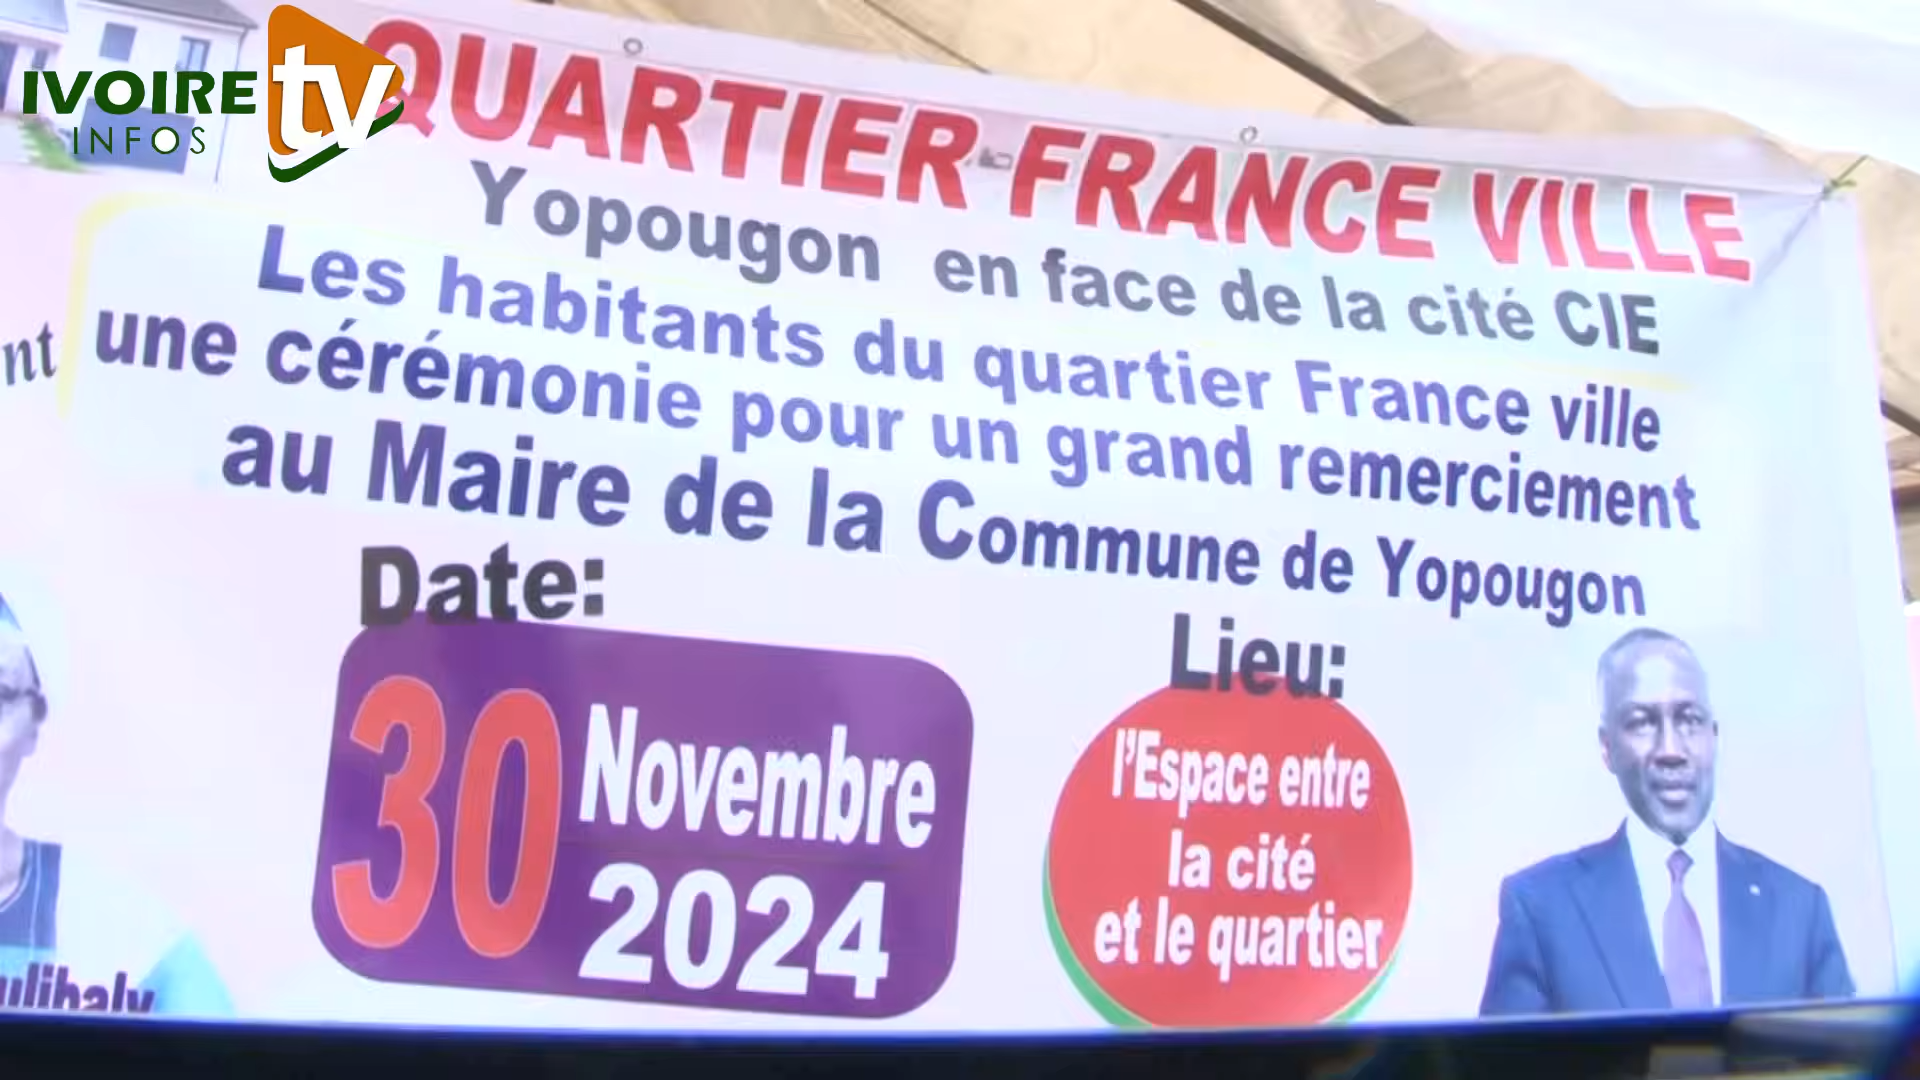 IVOIRE tv
INFOS
QUARTIER FRANCE VILLE
Yopougon en face de la cité CIE
Les habitants du quartier France ville
une cérémonie pour un grand remerciement
au Maire de la Commune de Yopougon
Date:
30 Novembre
2024
Lieu:
l'Espace entre
la cité
et le quartier